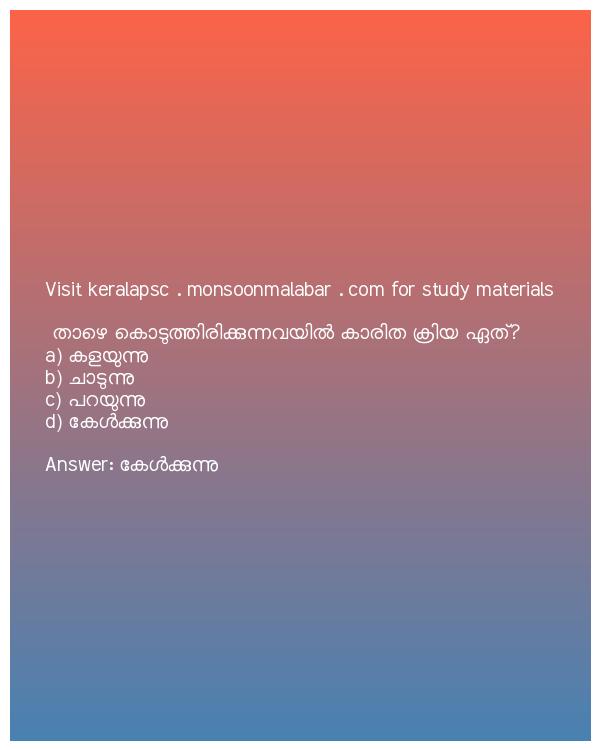 Visit keralapsc . monsoonmalabar . com for study materials
താഴെ കൊടുത്തിരിക്കുന്നവയിൽ കാരിത ക്രിയ ഏത്?
a) കളയുന്നു
b) ചാടുന്നു
c) പറയുന്നു
d) കേൾക്കുന്നു
Answer: കേൾക്കുന്നു